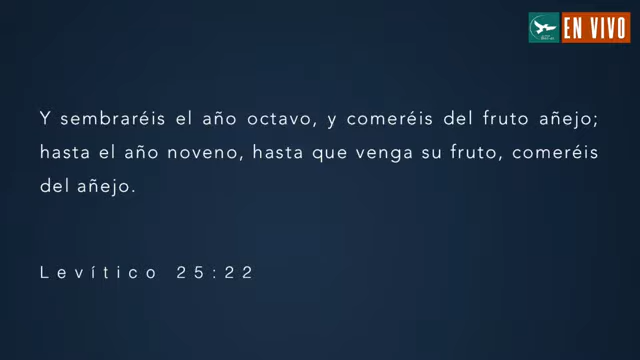 EN VIVO
Y sembraréis el año octavo, y comeréis del fruto añejo;
hasta el año noveno, hasta que venga su fruto, comeréis
del añejo.
Levítico 25:22